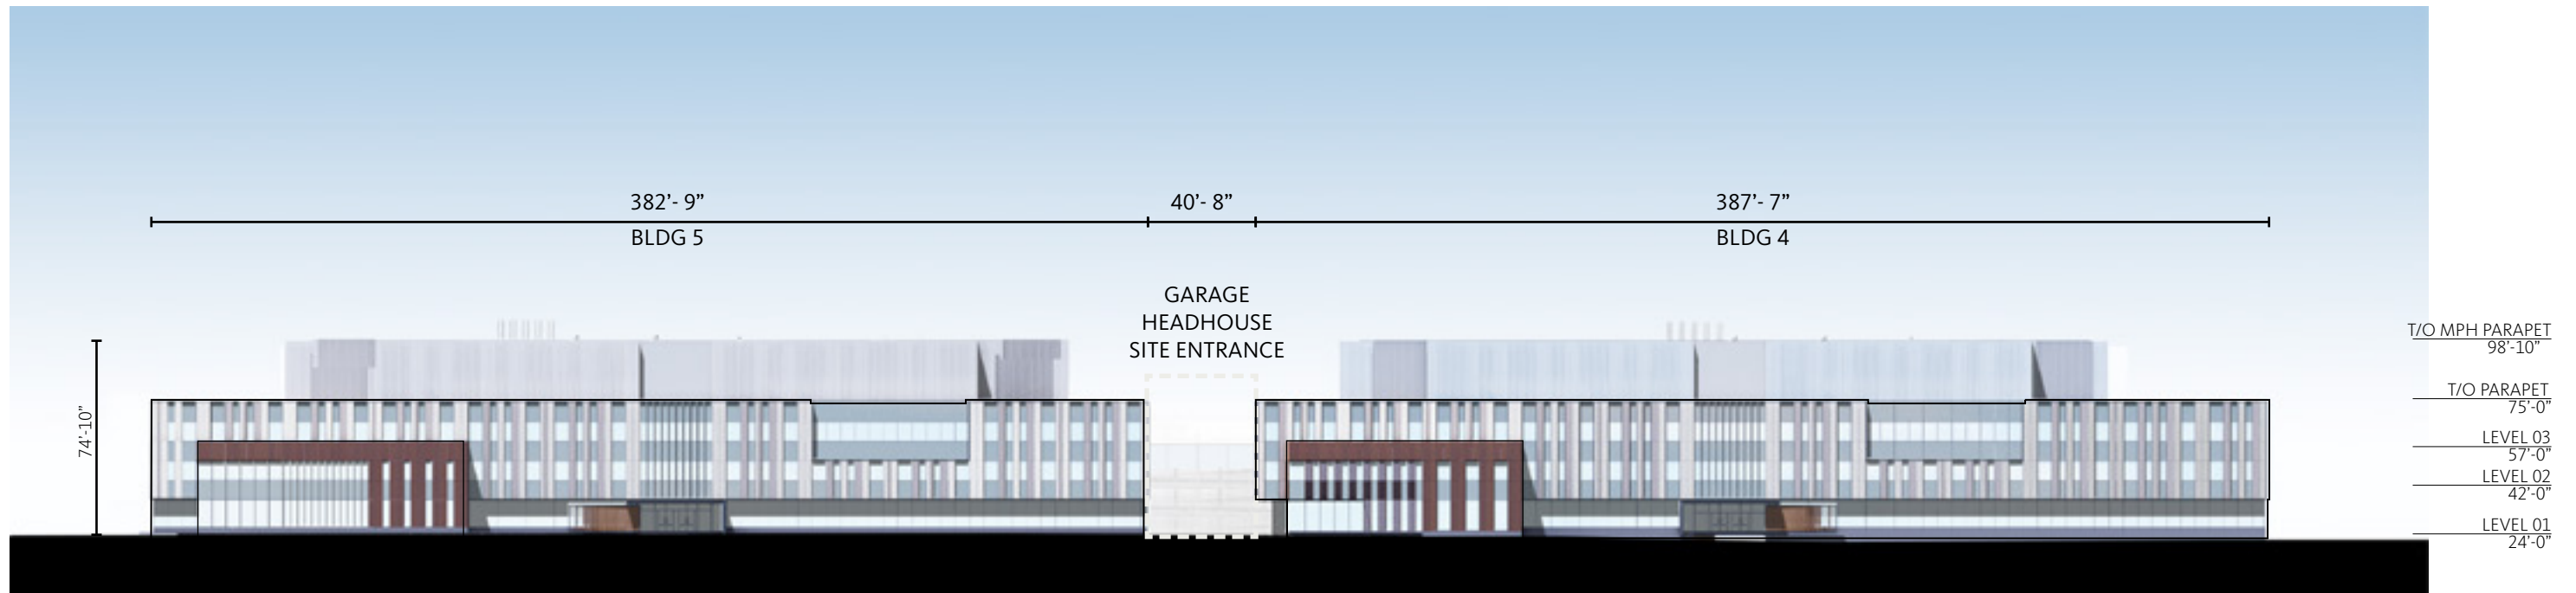 382’- 9”
40’- 8”
387’- 7”
BLDG 5
BLDG 4
GARAGE
HEADHOUSE
SITE ENTRANCE
74’-10”
T/O MPH PARAPET
98’-10”
T/O PARAPET
75’-0”
LEVEL 03
57’-0”
LEVEL 02
42’-0”
LEVEL 01
24’-0”